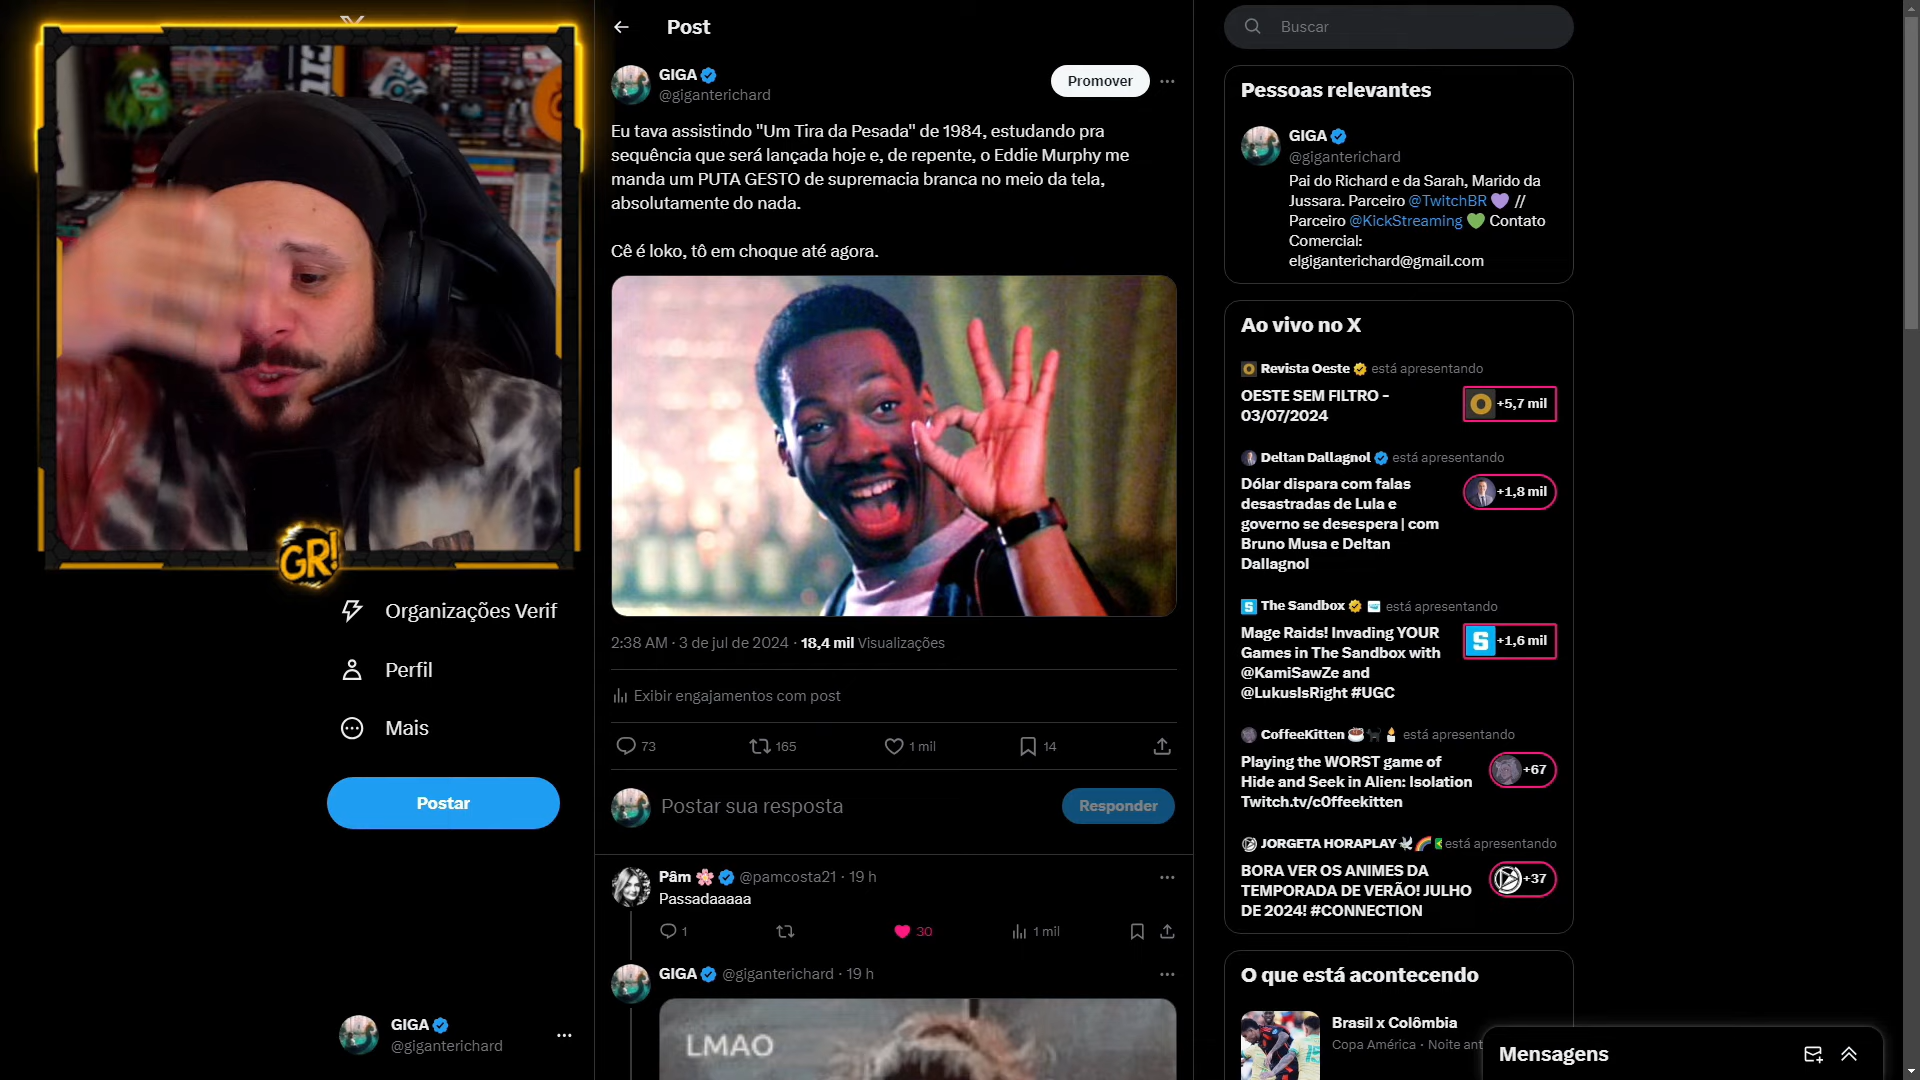 GR!
Organizações Verif
Perfil
Mais
Postar
GIGA
@giganterichard
Post
GIGA
@giganterichard
Promover
Eu tava assistindo "Um Tira da Pesada" de 1984, estudando pra
sequência que será lançada hoje e, de repente, o Eddie Murphy me
manda um PUTA GESTO de supremacia branca no meio da tela,
absolutamente do nada.
Cê é loko, tô em choque até agora.
2:38 AM · 3 de jul de 2024 · 18,4 mil Visualizações
Exibir engajamentos com post
73 165 1 mil 14
Postar sua resposta
Responder
Pâm 🌸 @pamcosta21 · 19 h
Passadaaaaa
1 30 1 mil
GIGA @giganterichard · 19 h
LMAO
Buscar
Pessoas relevantes
GIGA
@giganterichard
Pai do Richard e da Sarah, Marido da
Jussara. Parceiro @TwitchBR 💜 //
Parceiro @KickStreaming 💚 Contato
Comercial:
elgiganterichard@gmail.com
Ao vivo no X
Revista Oeste está apresentando
OESTE SEM FILTRO -
03/07/2024
+5,7 mil
Deltan Dallagnol está apresentando
Dólar dispara com falas
desastradas de Lula e
governo se desespera | com
Bruno Musa e Deltan
Dallagnol
+1,8 mil
The Sandbox está apresentando
Mage Raids! Invading YOUR
Games in The Sandbox with
@KamiSawZe and
@LukusIsRight #UGC
+1,6 mil
CoffeeKitten ☕🐈‍⬛🕯️ está apresentando
Playing the WORST game of
Hide and Seek in Alien: Isolation
Twitch.tv/c0ffeekitten
+67
JORGETA HORAPLAY 🕊️🌈 está apresentando
BORA VER OS ANIMES DA
TEMPORADA DE VERÃO! JULHO
DE 2024! #CONNECTION
+37
O que está acontecendo
Brasil x Colômbia
Copa América · Noite ant
Mensagens